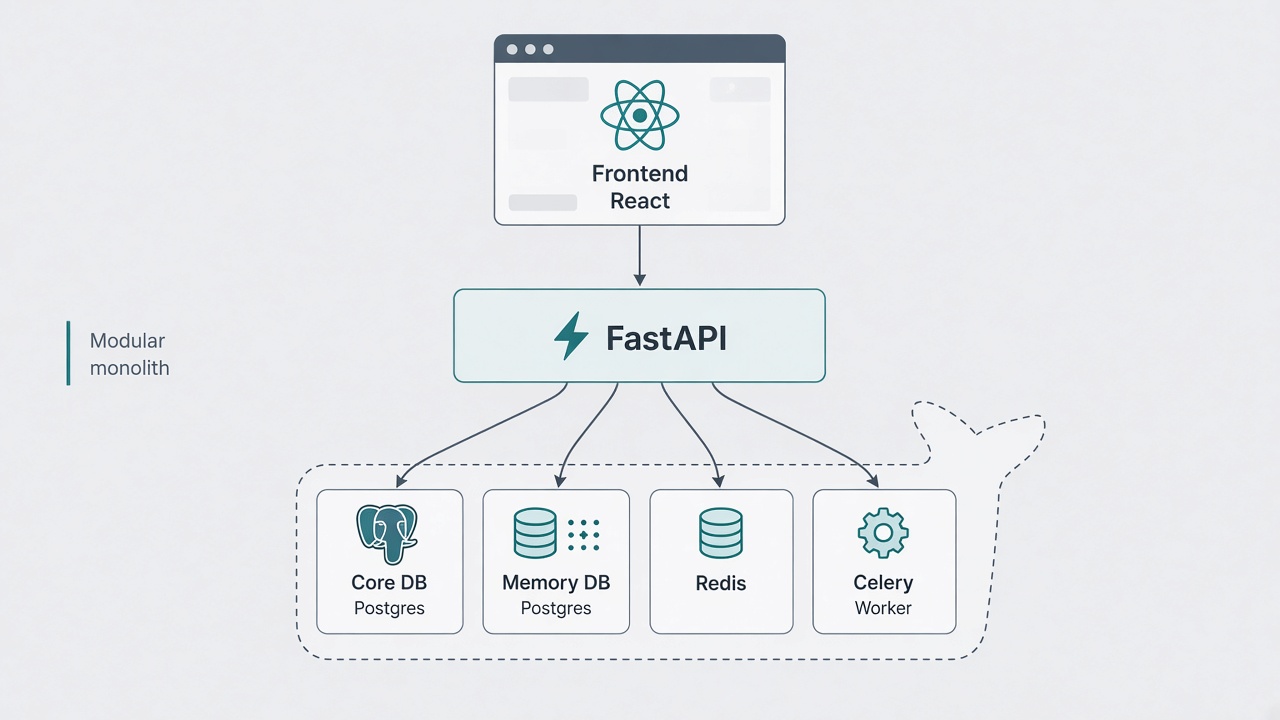 Frontend
React
FastAPI
Modular
monolith
Core DB
Postgres
Memory DB
Postgres
Redis
Celery
Worker